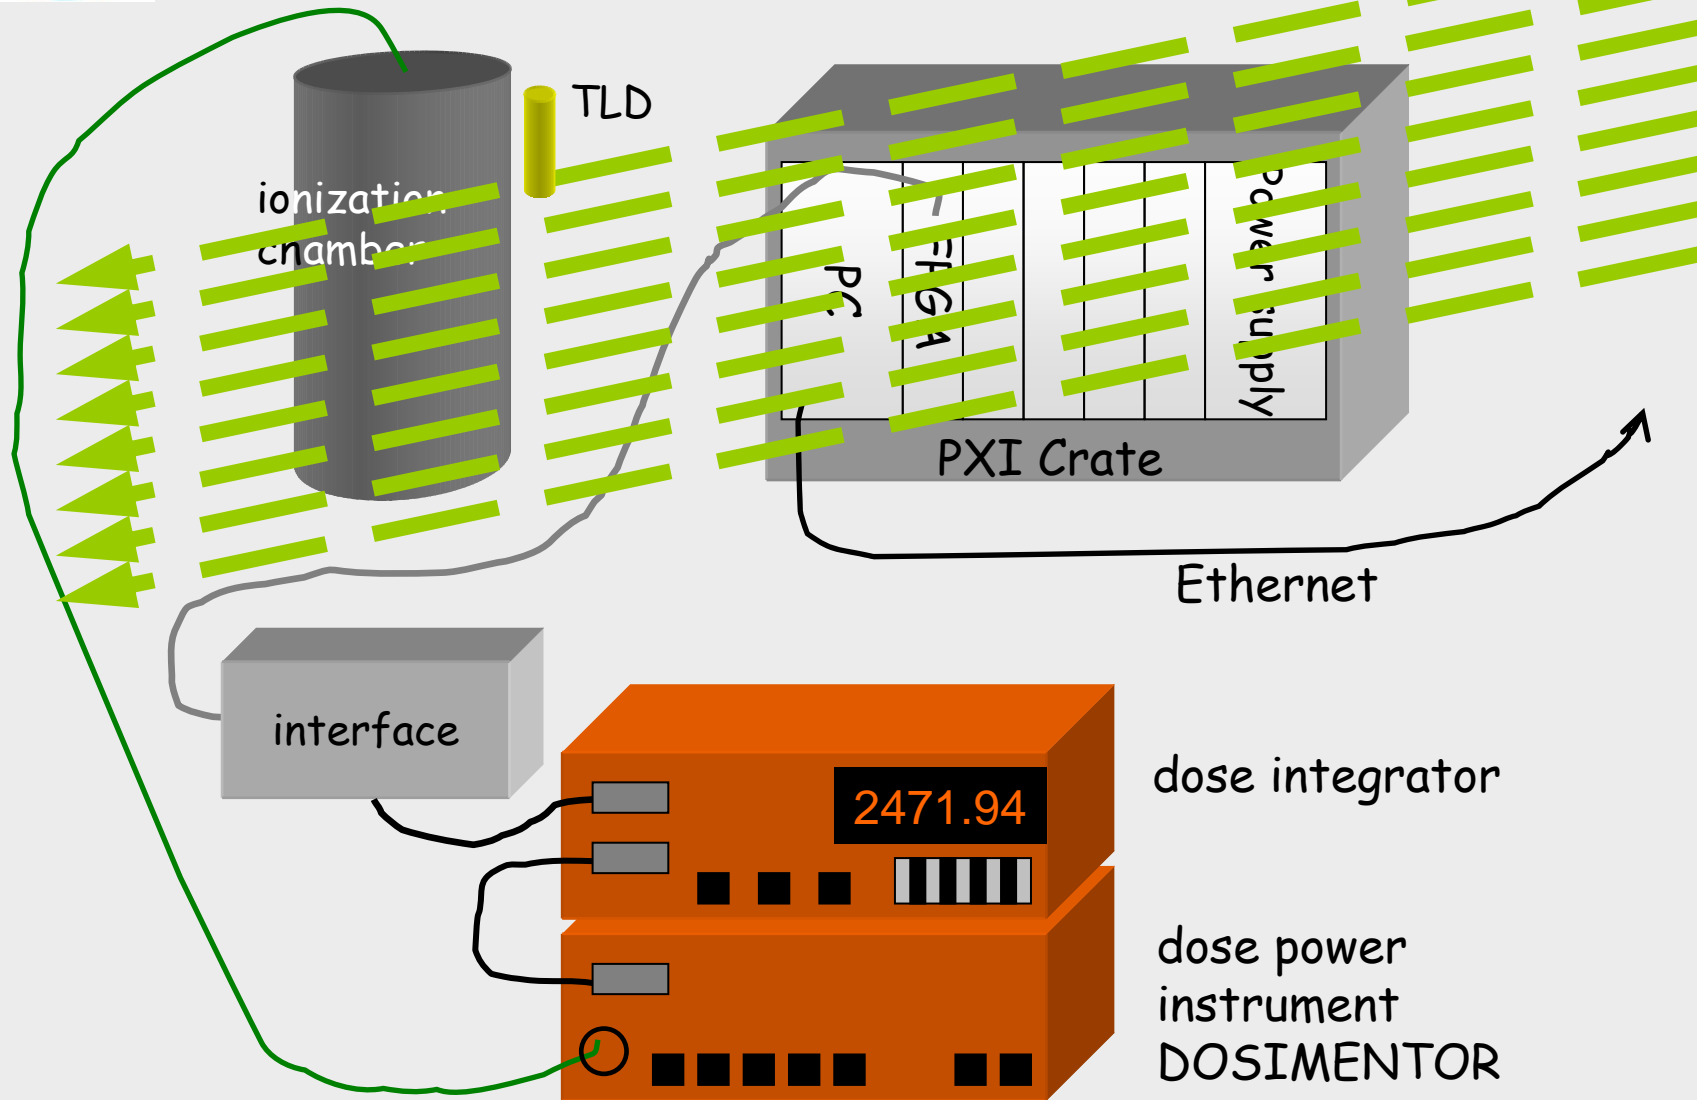 TLD
ionization
chamber
PC
FPGA
Power supply
PXI Crate
Ethernet
interface
2471.94
dose integrator
dose power
instrument
DOSIMENTOR